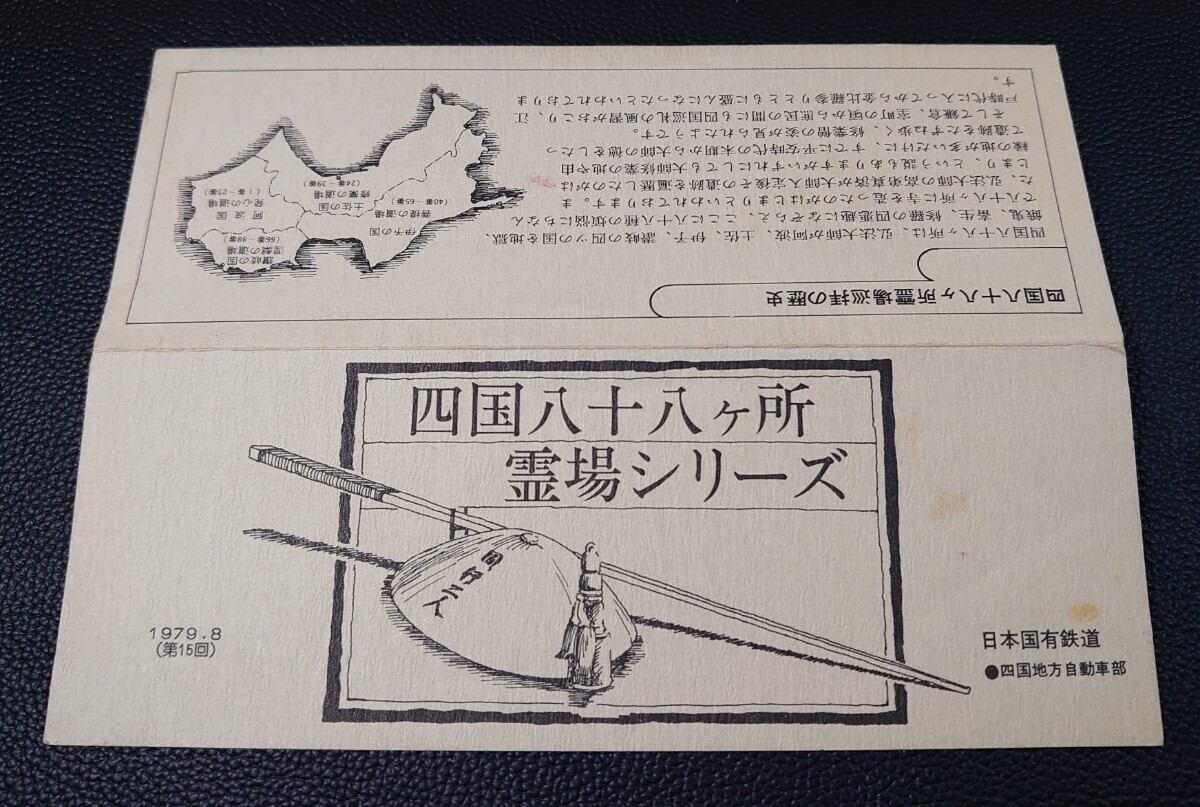 四国八十八ヶ所
霊場シリーズ
同行二人
1979.8
(第15回)
日本国有鉄道
●四国地方自動車部
四国八十八ヶ所霊場巡拝の歴史
四国八十八ヶ所は、弘法大師が阿波、土佐、伊予、讃岐の四ツの国を地獄、
餓鬼、畜生、修羅の四悪趣になぞらえ、ここに八十八種の煩悩にちなん
で八十八ヶ所に寺を造ったのがはじまりといわれております。ま
た、弘法大師の高弟真済が大師入定後その遺跡を遍歴したのがは
じまり、という説もありますがいずれにしても大師修業の地や由
緒の地が多いだけに、すでに平安時代の末期から大師の徳をしたっ
て遺跡をたずね歩く、修業僧の姿が見られたようです。
そして鎌倉、室町の頃から庶民の間にも四国巡礼の風習がおこり、江
戸時代に入ってから金比羅参りとともに盛んになったといわれておりま
す。
讃岐の国
涅槃の道場
(66番-88番)
伊予の国
菩提の道場
(40番-65番)
阿波国
発心の道場
(1番-23番)
土佐の国
修業の道場
(24番-39番)